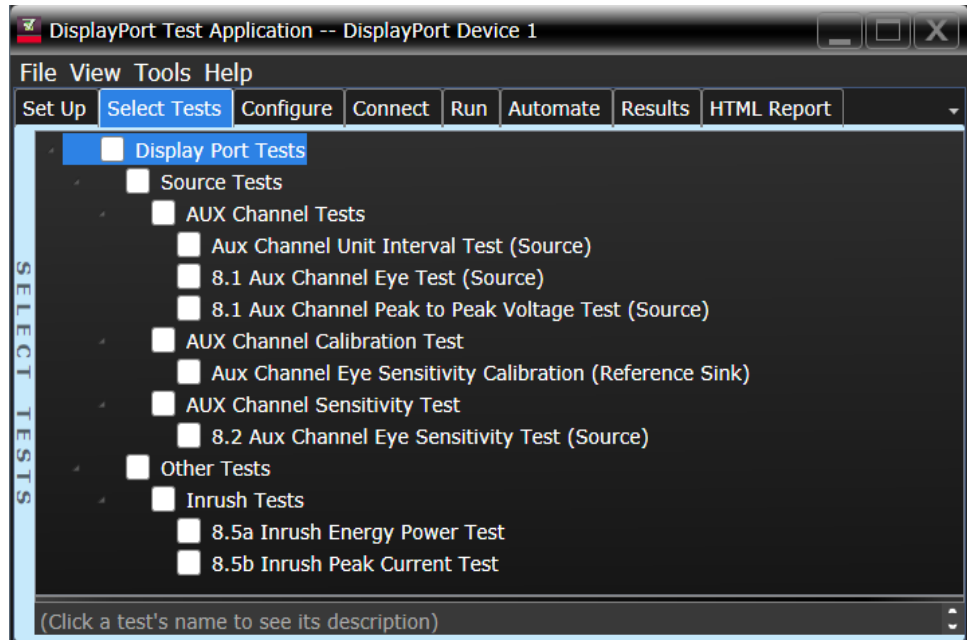 DisplayPort Test Application -- DisplayPort Device 1
File View Tools Help
Set Up Select Tests Configure Connect Run Automate Results HTML Report
SELECT TESTS
Display Port Tests
Source Tests
AUX Channel Tests
Aux Channel Unit Interval Test (Source)
8.1 Aux Channel Eye Test (Source)
8.1 Aux Channel Peak to Peak Voltage Test (Source)
AUX Channel Calibration Test
Aux Channel Eye Sensitivity Calibration (Reference Sink)
AUX Channel Sensitivity Test
8.2 Aux Channel Eye Sensitivity Test (Source)
Other Tests
Inrush Tests
8.5a Inrush Energy Power Test
8.5b Inrush Peak Current Test
(Click a test's name to see its description)